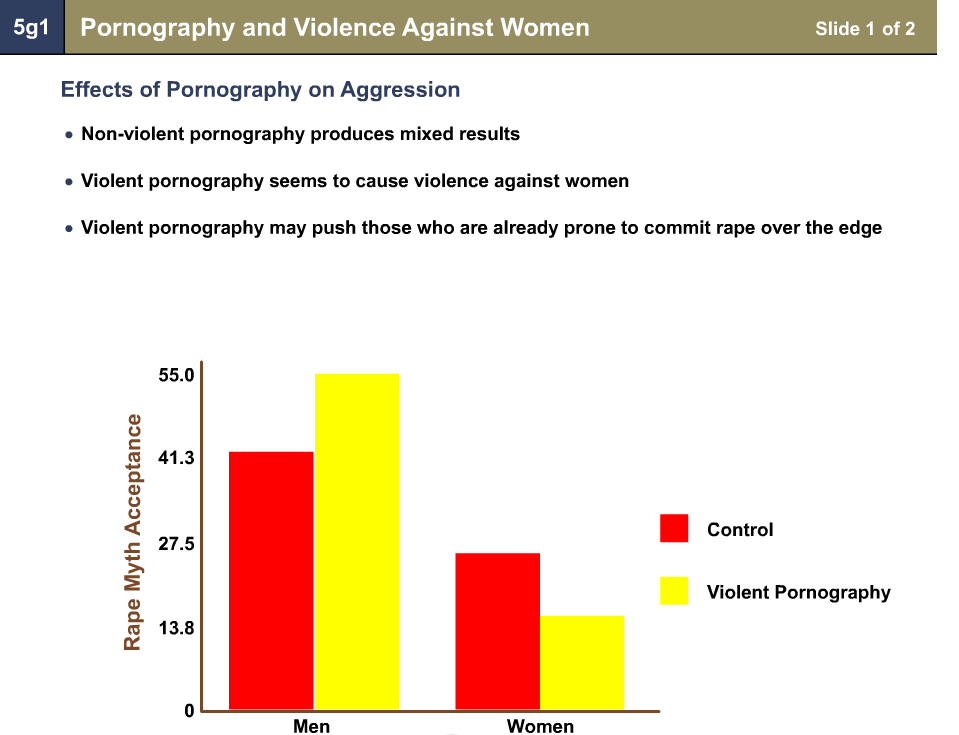 5g1 Pornography and Violence Against Women Slide 1 of 2
Effects of Pornography on Aggression
• Non-violent pornography produces mixed results
• Violent pornography seems to cause violence against women
• Violent pornography may push those who are already prone to commit rape over the edge
Rape Myth Acceptance
55.0
41.3
27.5
13.8
0
Men Women
Control
Violent Pornography